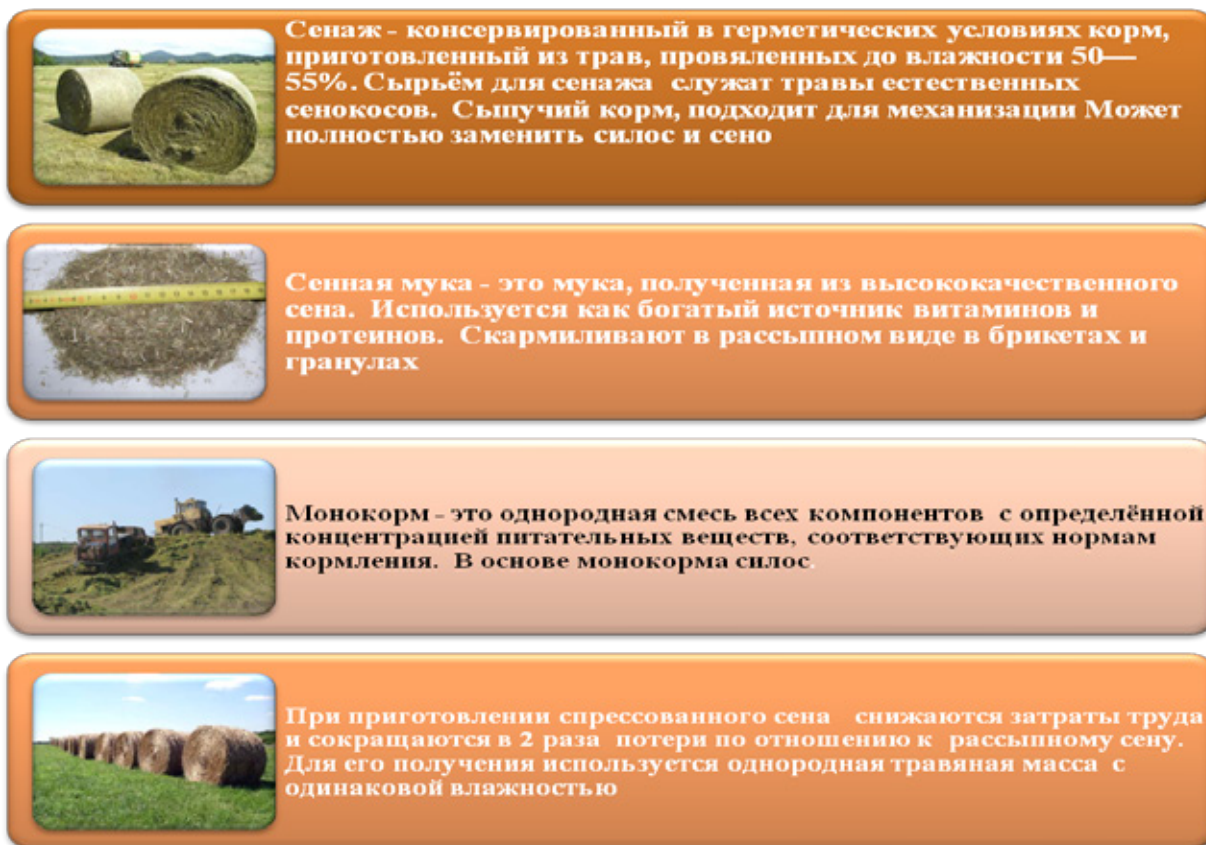 Сенаж - консервированный в герметических условиях корм,
приготовленный из трав, провяленных до влажности 50—
55%. Сырьём для сенажа служат травы естественных
сенокосов. Сыпучий корм, подходит для механизации Может
полностью заменить силос и сено
Сенная мука - это мука, полученная из высококачественного
сена. Используется как богатый источник витаминов и
протеинов. Скармиливают в рассыпном виде в брикетах и
гранулах
Монокорм - это однородная смесь всех компонентов с определённой
концентрацией питательных веществ, соответствующих нормам
кормления. В основе монокорма силос.
При приготовлении спрессованного сена снижаются затраты труда
и сокращаются в 2 раза потери по отношению к рассыпному сену.
Для его получения используется однородная травяная масса с
одинаковой влажностью